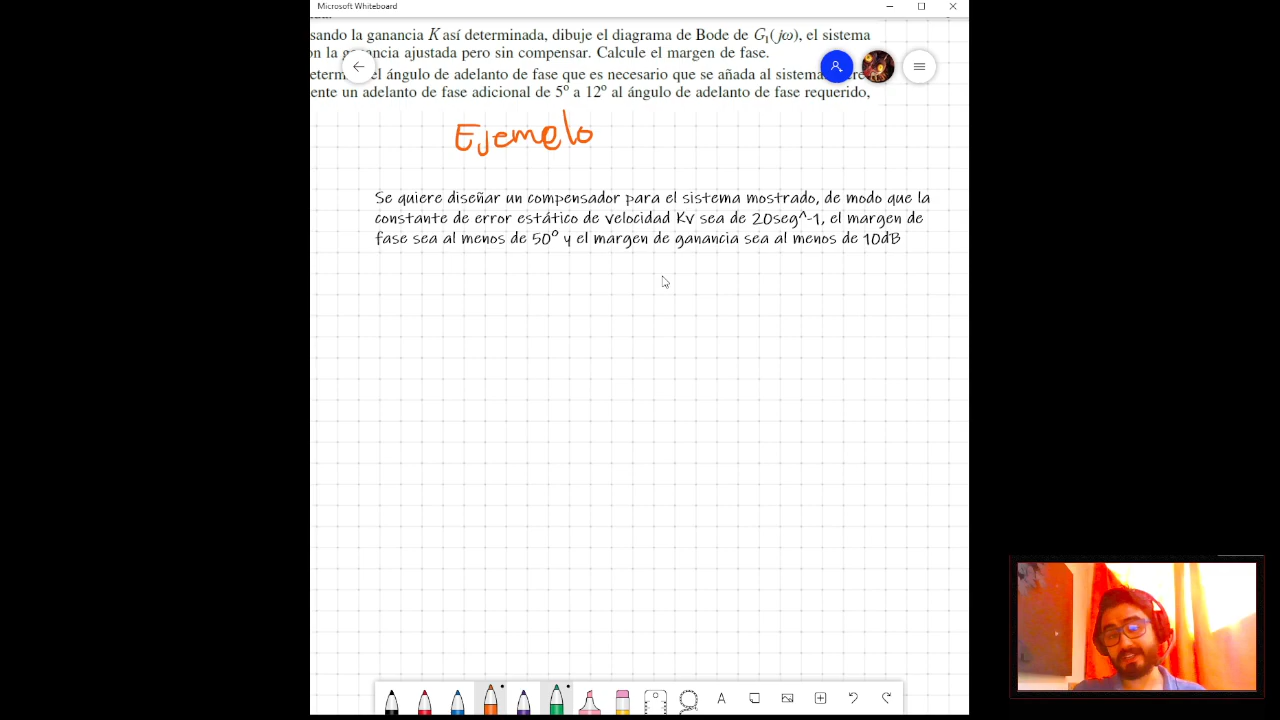 Microsoft Whiteboard
sando la ganancia K así determinada, dibuje el diagrama de Bode de G₁(jω), el sistema
on la ganancia ajustada pero sin compensar. Calcule el margen de fase.
eterm el ángulo de adelanto de fase que es necesario que se añada al sistema.
ente un adelanto de fase adicional de 5º a 12º al ángulo de adelanto de fase requerido,
Ejemplo
Se quiere diseñar un compensador para el sistema mostrado, de modo que la
constante de error estático de velocidad Kv sea de 20seg^-1, el margen de
fase sea al menos de 50º y el margen de ganancia sea al menos de 10dB
A